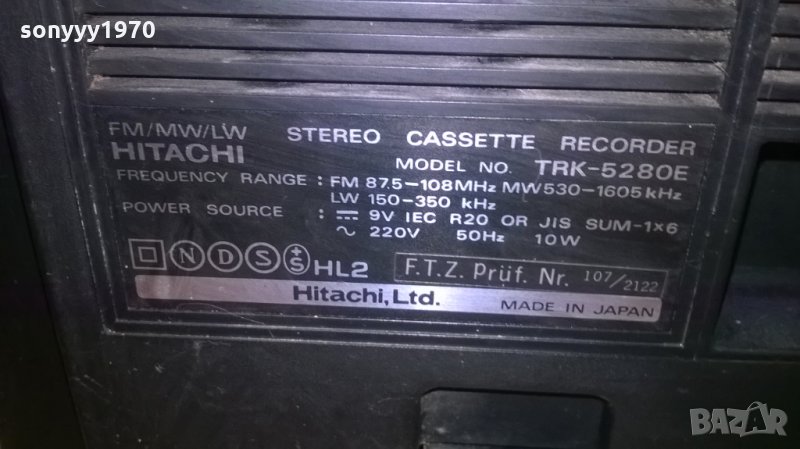 sonyyy1970
FM/MW/LW STEREO CASSETTE RECORDER
HITACHI MODEL NO. TRK-5280E
FREQUENCY RANGE : FM 87.5-108MHz MW530-1605kHz
LW 150-350 kHz
POWER SOURCE : ⎓ 9V IEC R20 OR JIS SUM-1×6
~ 220V 50Hz 10W
N D S +S HL2 F.T.Z. Prüf. Nr. 107/2122
Hitachi, Ltd. MADE IN JAPAN
BAZAR